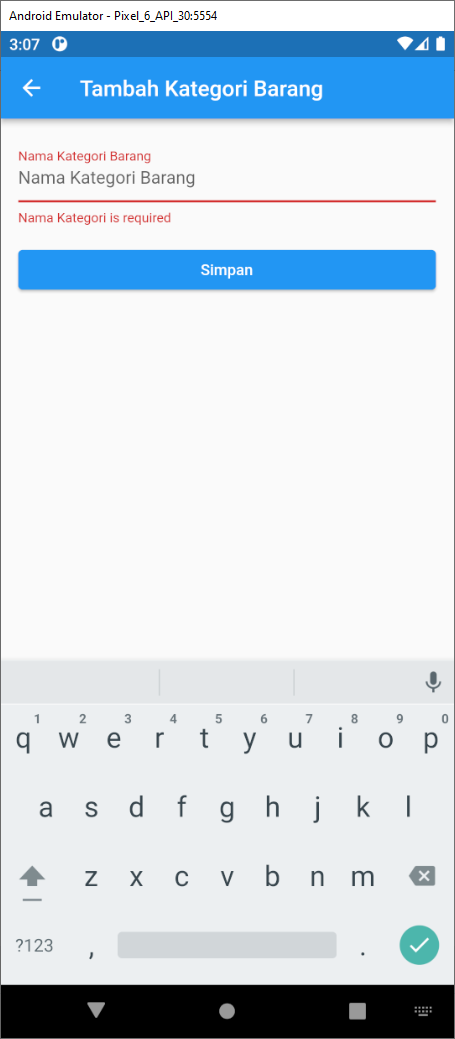 Android Emulator - Pixel_6_API_30:5554
3:07
Tambah Kategori Barang
Nama Kategori Barang
Nama Kategori Barang
Nama Kategori is required
Simpan
1 2 3 4 5 6 7 8 9 0
q w e r t y u i o p
a s d f g h j k l
z x c v b n m
?123 , .